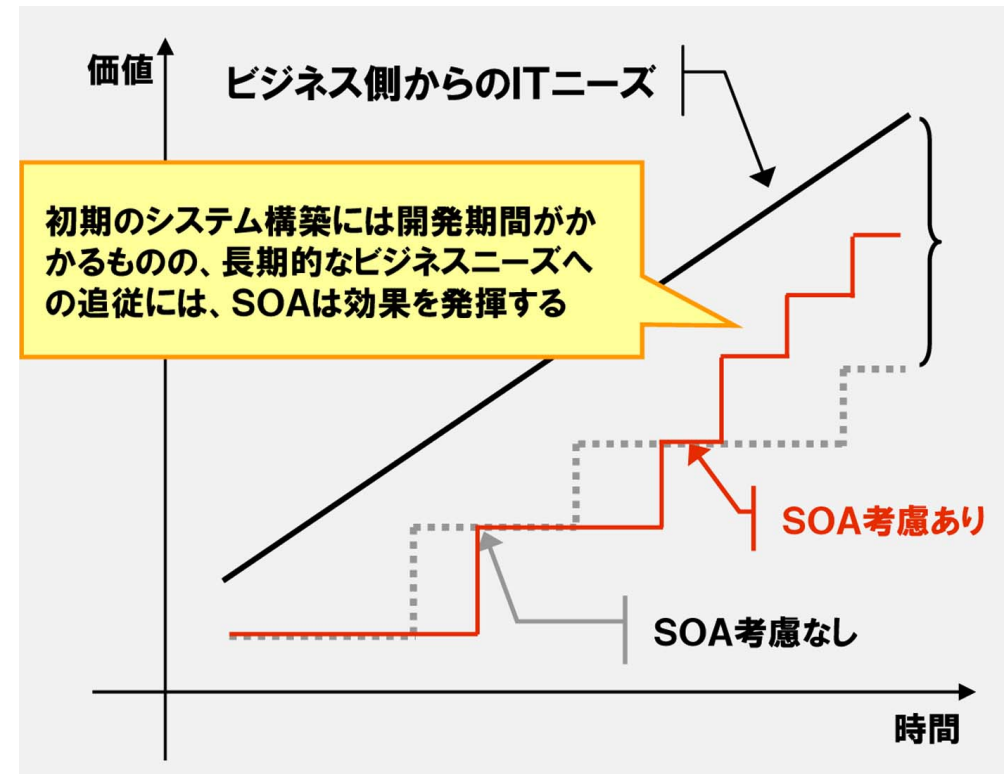 価値
ビジネス側からのITニーズ
初期のシステム構築には開発期間がか
かるものの、長期的なビジネスニーズへ
の追従には、SOAは効果を発揮する
SOA考慮あり
SOA考慮なし
時間